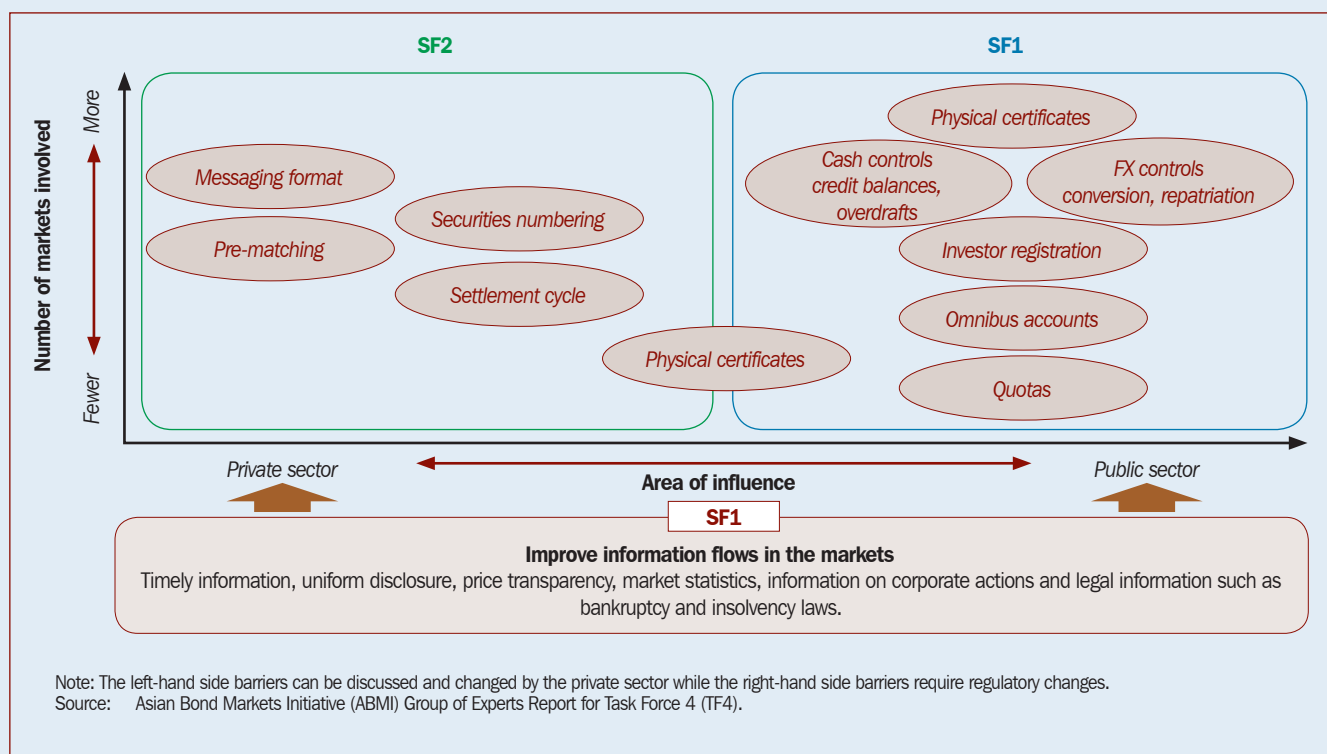 SF2
SF1
Number of markets involved
More
Fewer
Messaging format
Pre-matching
Securities numbering
Settlement cycle
Physical certificates
Physical certificates
Cash controls
credit balances,
overdrafts
FX controls
conversion, repatriation
Investor registration
Omnibus accounts
Quotas
Private sector
Public sector
Area of influence
SF1
Improve information flows in the markets
Timely information, uniform disclosure, price transparency, market statistics, information on corporate actions and legal information such as
bankruptcy and insolvency laws.
Note: The left-hand side barriers can be discussed and changed by the private sector while the right-hand side barriers require regulatory changes.
Source: Asian Bond Markets Initiative (ABMI) Group of Experts Report for Task Force 4 (TF4).